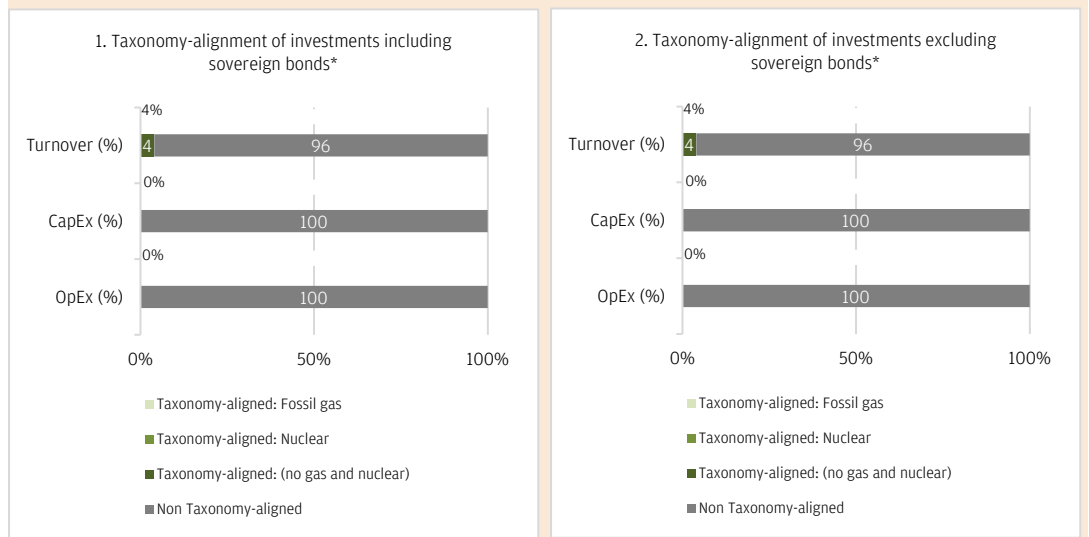 1. Taxonomy-alignment of investments including
sovereign bonds*
4%
Turnover (%)
4
96
0%
CapEx (%)
100
0%
OpEx (%)
100
0%
50%
100%
Taxonomy-aligned: Fossil gas
Taxonomy-aligned: Nuclear
Taxonomy-aligned: (no gas and nuclear)
Non Taxonomy-aligned
2. Taxonomy-alignment of investments excluding
sovereign bonds*
4%
Turnover (%)
4
96
0%
CapEx (%)
100
0%
OpEx (%)
100
0%
50%
100%
Taxonomy-aligned: Fossil gas
Taxonomy-aligned: Nuclear
Taxonomy-aligned: (no gas and nuclear)
Non Taxonomy-aligned